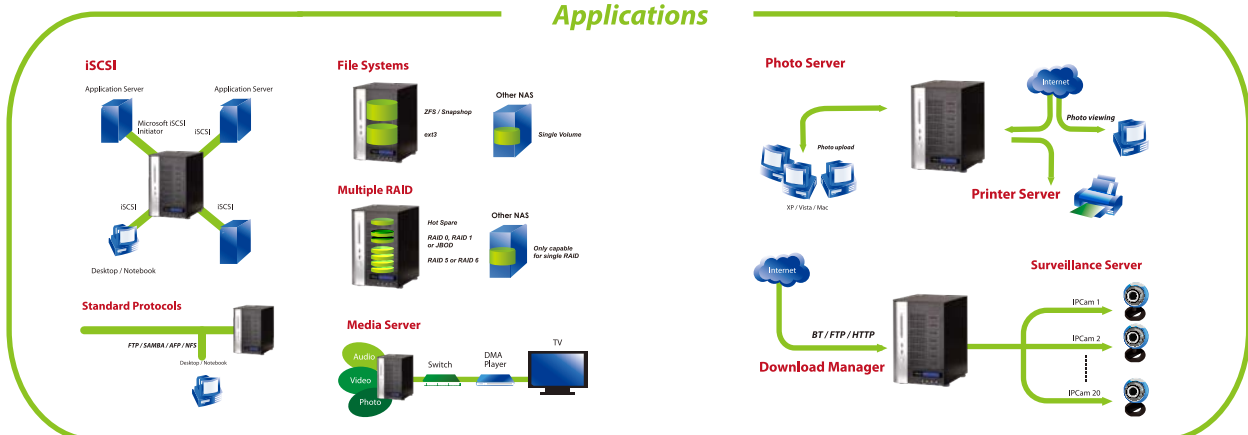 Applications
iSCSI
Application Server
Application Server
Microsoft iSCSI
Initiator
iSCSI
iSCSI
iSCSI
Desktop / Notebook
Standard Protocols
FTP / SAMBA / AFP / NFS
Desktop / Notebook
File Systems
ZFS / Snapshop
ext3
Other NAS
Single Volume
Multiple RAID
Hot Spare
RAID 0, RAID 1
or JBOD
RAID 5 or RAID 6
Other NAS
Only capable
for single RAID
Media Server
Audio
Video
Photo
Switch
DMA
Player
TV
Photo Server
Internet
Photo viewing
Photo upload
XP / Vista / Mac
Printer Server
Internet
BT / FTP / HTTP
Download Manager
Surveillance Server
IPCam 1
IPCam 2
IPCam 20